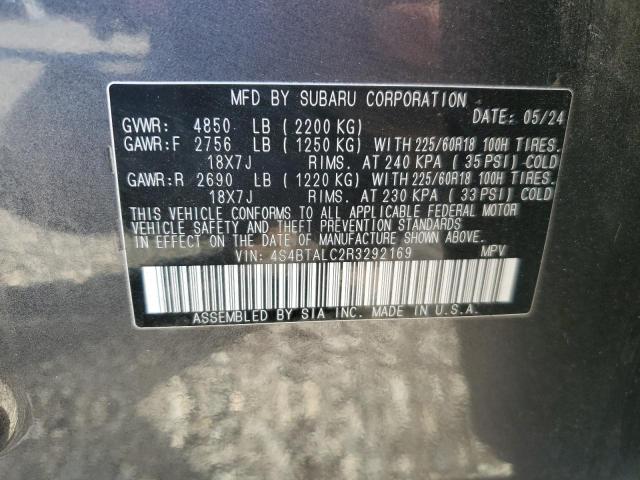 MFD BY SUBARU CORPORATION
DATE: 05/24
GVWR: 4850 LB ( 2200 KG)
GAWR:F 2756 LB ( 1250 KG) WITH 225/60R18 100H TIRES.
18X7J RIMS. AT 240 KPA ( 35 PSI) COLD
GAWR:R 2690 LB ( 1220 KG) WITH 225/60R18 100H TIRES.
18X7J RIMS. AT 230 KPA ( 33 PSI) COLD
THIS VEHICLE CONFORMS TO ALL APPLICABLE FEDERAL MOTOR
VEHICLE SAFETY AND THEFT PREVENTION STANDARDS
IN EFFECT ON THE DATE OF MANUFACTURE SHOWN ABOVE.
VIN: 4S4BTALC2R3292169 MPV
ASSEMBLED BY SIA INC. MADE IN U.S.A.